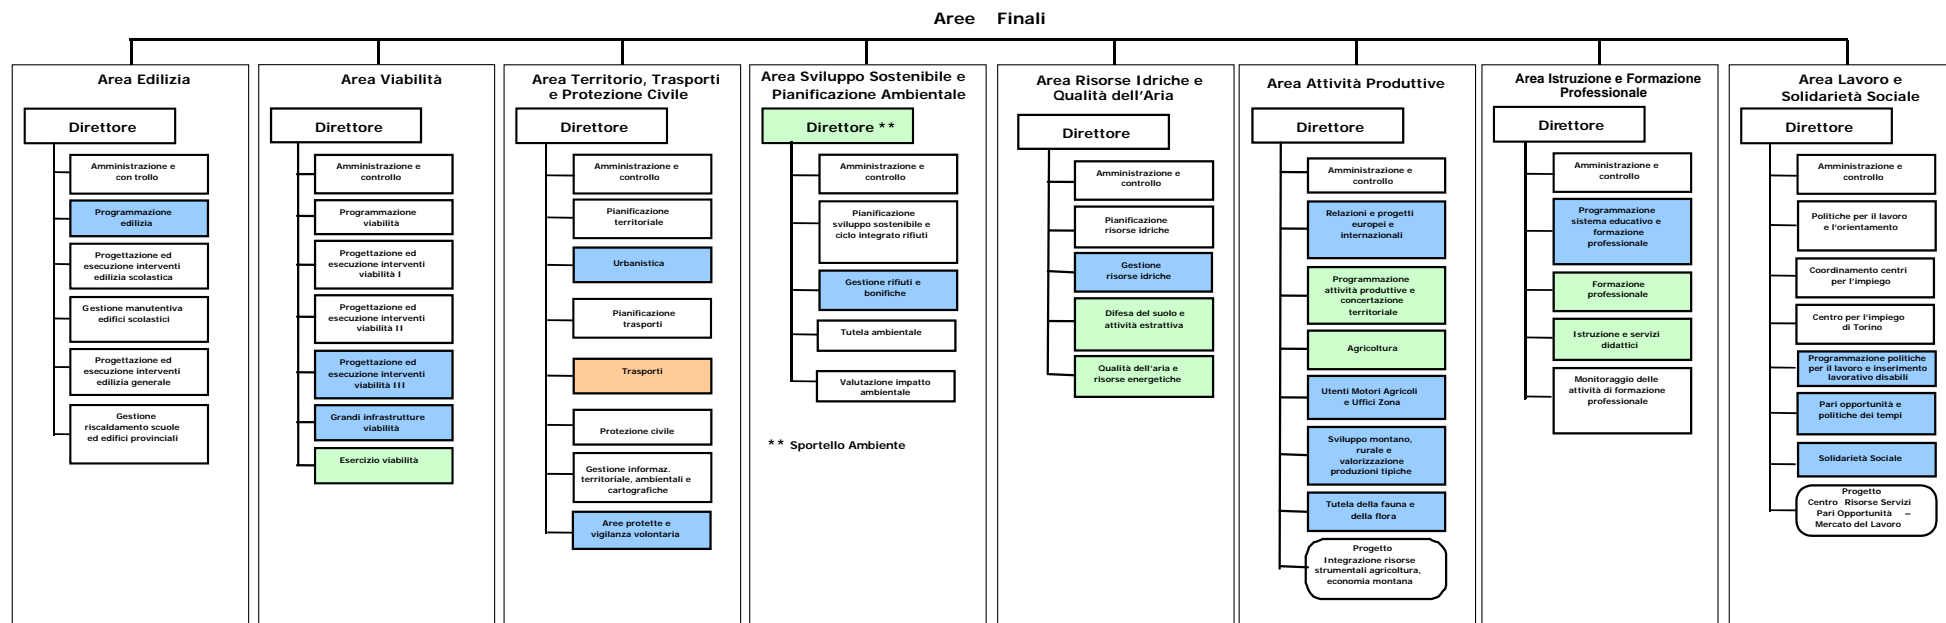 Aree Finali
Area Edilizia
Direttore
Amministrazione e
con trollo
Programmazione
edilizia
Progettazione ed
esecuzione interventi
edilizia scolastica
Gestione manutentiva
edifici scolastici
Progettazione ed
esecuzione interventi
edilizia generale
Gestione
riscaldamento scuole
ed edifici provinciali
Area Viabilità
Direttore
Amministrazione e
controllo
Programmazione
viabilità
Progettazione ed
esecuzione interventi
viabilità I
Progettazione ed
esecuzione interventi
viabilità II
Progettazione ed
esecuzione interventi
viabilità III
Grandi infrastrutture
viabilità
Esercizio viabilità
Area Territorio, Trasporti
e Protezione Civile
Direttore
Amministrazione e
controllo
Pianificazione
territoriale
Urbanistica
Pianificazione
trasporti
Trasporti
Protezione civile
Gestione informaz.
territoriale, ambientali e
cartografiche
Aree protette e
vigilanza volontaria
Area Sviluppo Sostenibile e
Pianificazione Ambientale
Direttore **
Amministrazione e
controllo
Pianificazione
sviluppo sostenibile e
ciclo integrato rifiuti
Gestione rifiuti e
bonifiche
Tutela ambientale
Valutazione impatto
ambientale
** Sportello Ambiente
Area Risorse Idriche e
Qualità dell'Aria
Direttore
Amministrazione e
controllo
Pianificazione
risorse idriche
Gestione
risorse idriche
Difesa del suolo e
attività estrattiva
Qualità dell'aria e
risorse energetiche
Area Attività Produttive
Direttore
Amministrazione e
controllo
Relazioni e progetti
europei e
internazionali
Programmazione
attività produttive e
concertazione
territoriale
Agricoltura
Utenti Motori Agricoli
e Uffici Zona
Sviluppo montano,
rurale e
valorizzazione
produzioni tipiche
Tutela della fauna e
della flora
Progetto
Integrazione risorse
strumentali agricoltura,
economia montana
Area Istruzione e Formazione
Professionale
Direttore
Amministrazione e
controllo
Programmazione
sistema educativo e
formazione
professionale
Formazione
professionale
Istruzione e servizi
didattici
Monitoraggio delle
attività di formazione
professionale
Area Lavoro e
Solidarietà Sociale
Direttore
Amministrazione e
controllo
Politiche per il lavoro
e l'orientamento
Coordinamento centri
per l'impiego
Centro per l'impiego
di Torino
Programmazione politiche
per il lavoro e inserimento
lavorativo disabili
Pari opportunità e
politiche dei tempi
Solidarietà Sociale
Progetto
Centro Risorse Servizi
Pari Opportunità –
Mercato del Lavoro